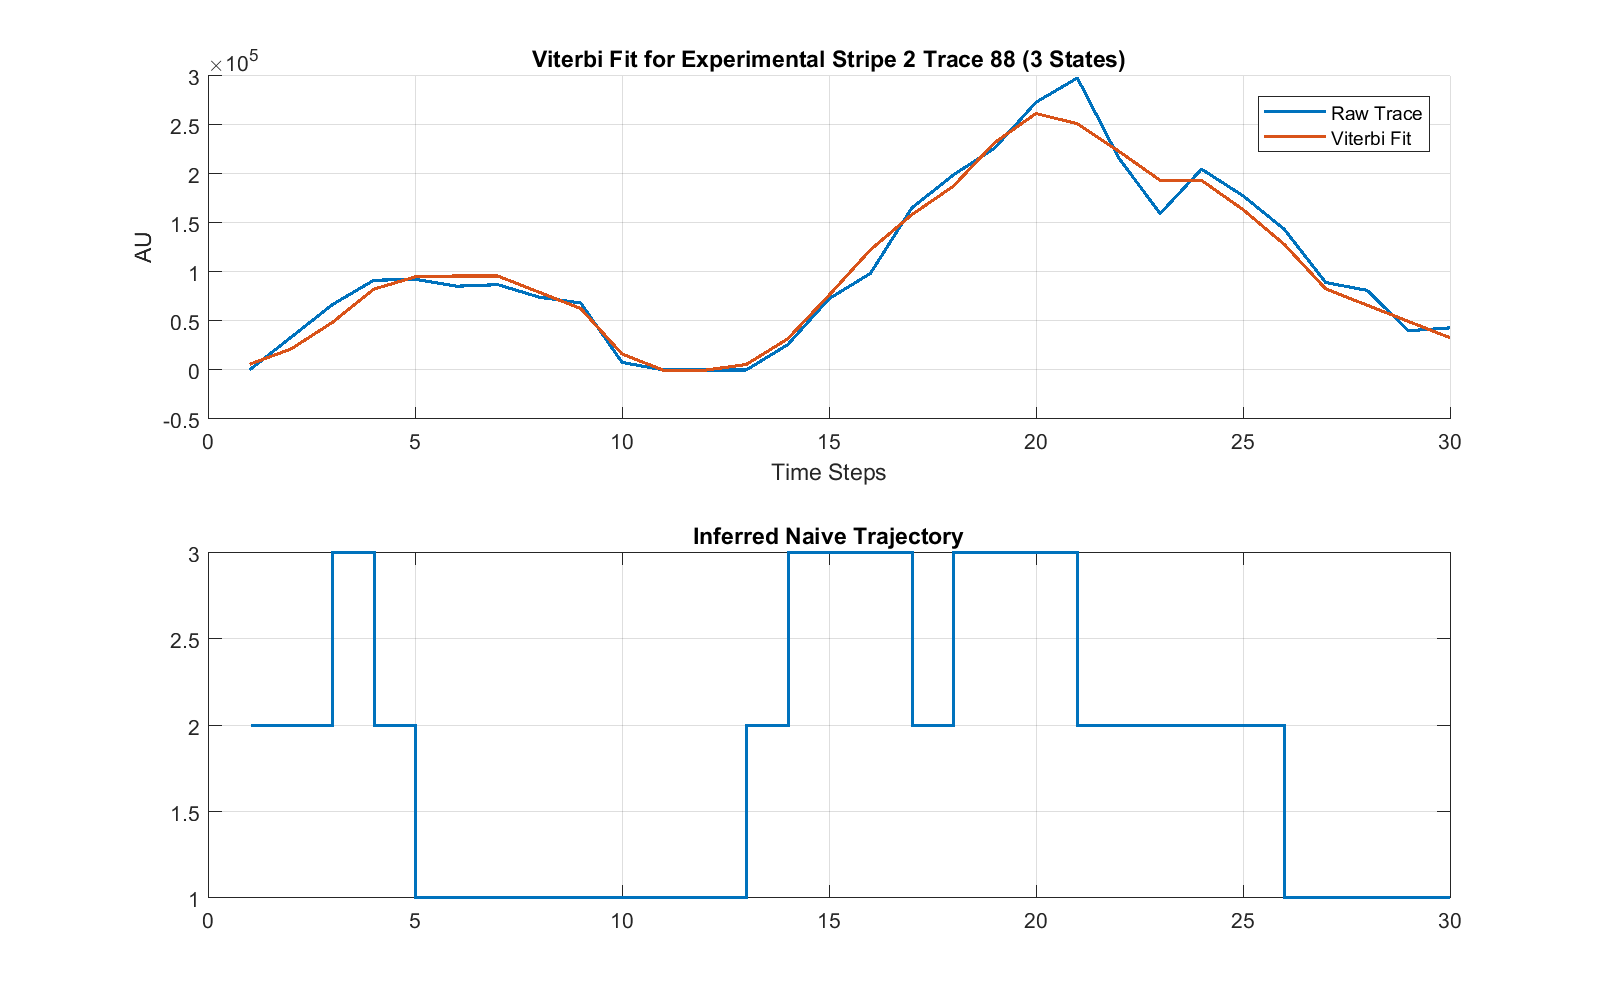 Viterbi Fit for Experimental Stripe 2 Trace 88 (3 States)
×10^5
3
2.5
2
1.5
1
0.5
0
-0.5
AU
Raw Trace
Viterbi Fit
0 5 10 15 20 25 30
Time Steps
Inferred Naive Trajectory
3
2.5
2
1.5
1
0 5 10 15 20 25 30